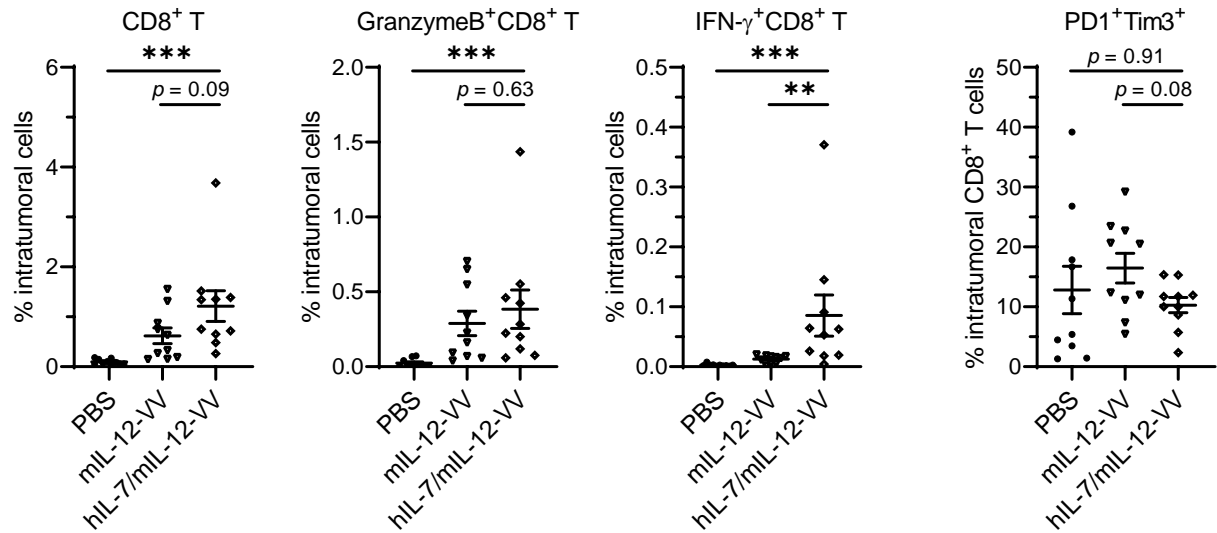 CD8⁺ T
***
p = 0.09
% intratumoral cells
6
4
2
0
PBS
mIL-12-VV
hIL-7/mIL-12-VV
GranzymeB⁺CD8⁺ T
***
p = 0.63
% intratumoral cells
2.0
1.5
1.0
0.5
0.0
PBS
mIL-12-VV
hIL-7/mIL-12-VV
IFN-γ⁺CD8⁺ T
***
**
% intratumoral cells
0.5
0.4
0.3
0.2
0.1
0.0
PBS
mIL-12-VV
hIL-7/mIL-12-VV
PD1⁺Tim3⁺
p = 0.91
p = 0.08
% intratumoral CD8⁺ T cells
50
40
30
20
10
0
PBS
mIL-12-VV
hIL-7/mIL-12-VV